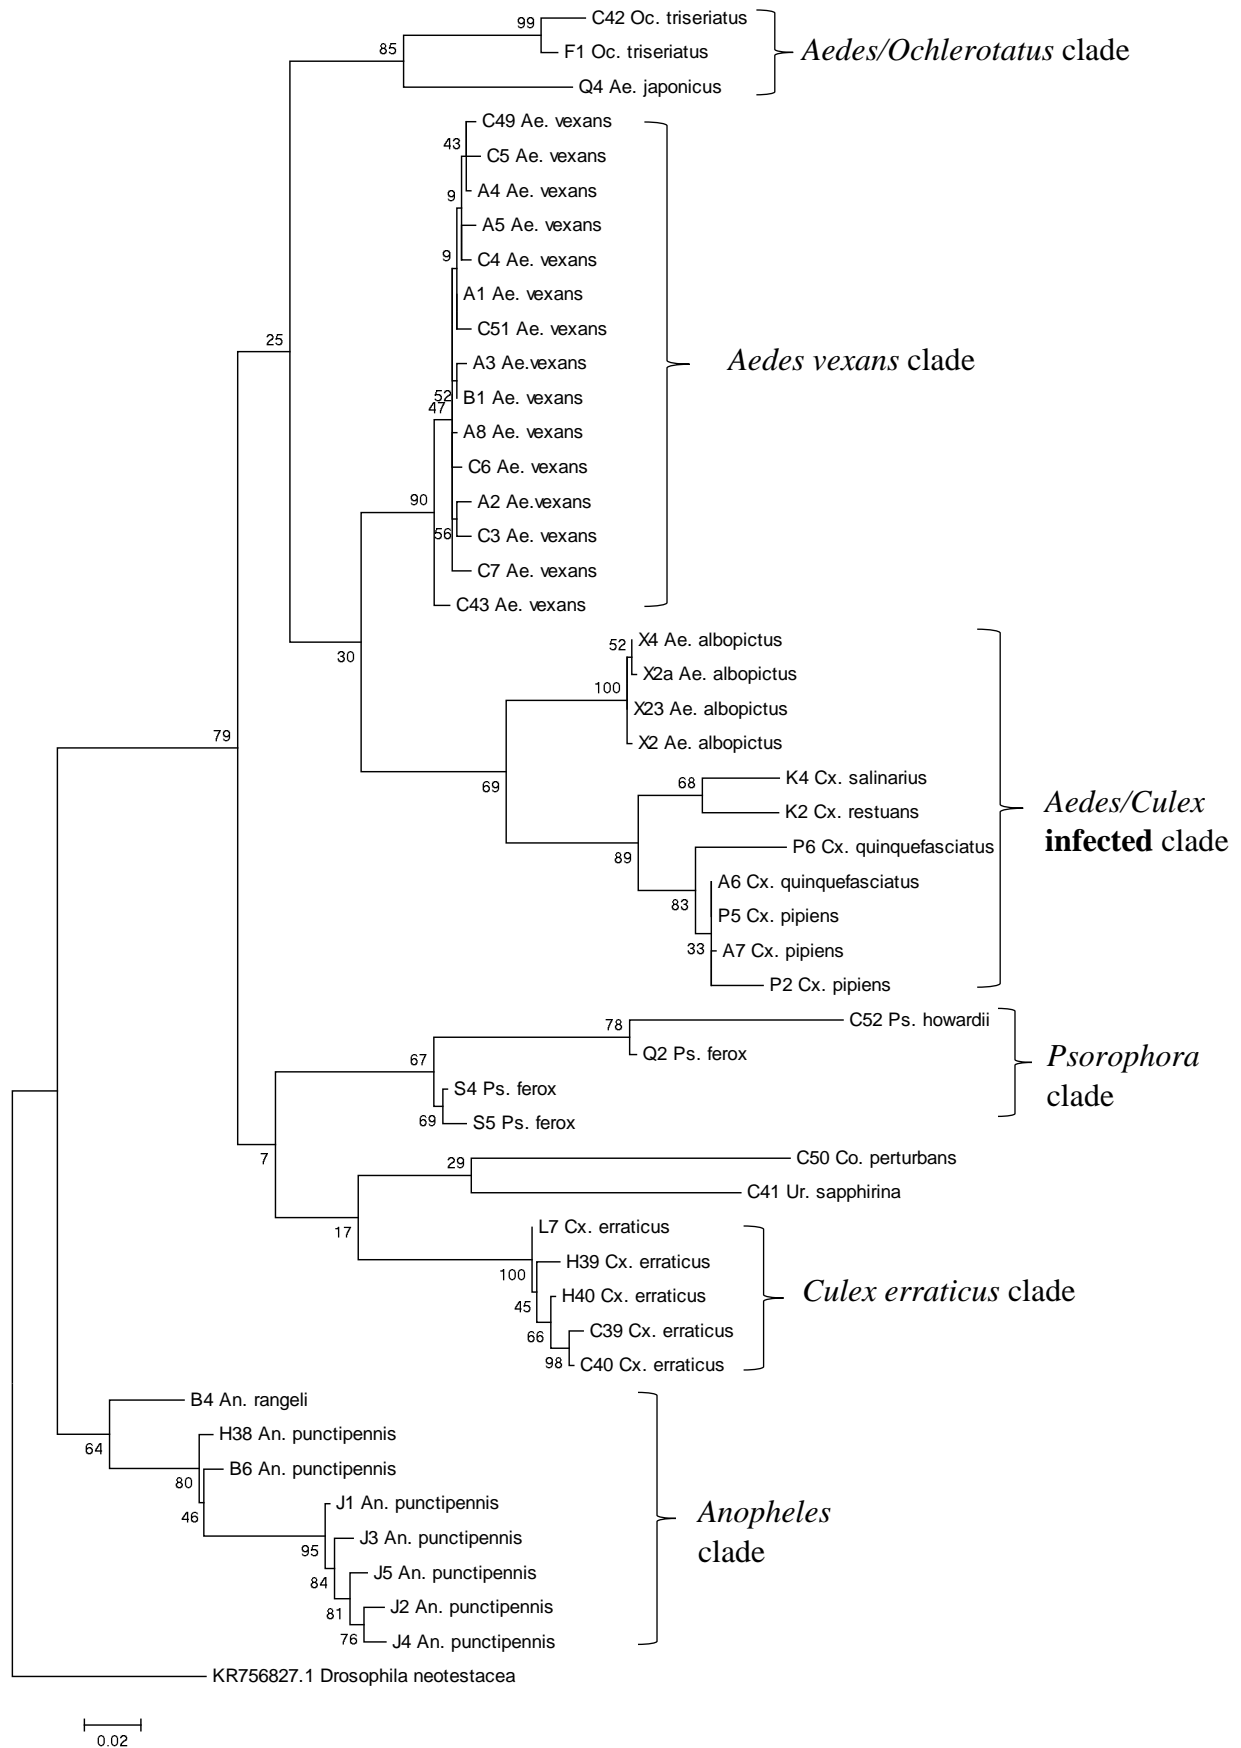 99
C42 Oc. triseriatus
F1 Oc. triseriatus
85
Q4 Ae. japonicus
Aedes/Ochlerotatus clade
C49 Ae. vexans
43
C5 Ae. vexans
A4 Ae. vexans
9
A5 Ae. vexans
C4 Ae. vexans
9
A1 Ae. vexans
C51 Ae. vexans
25
A3 Ae.vexans
Aedes vexans clade
52
B1 Ae. vexans
47
A8 Ae. vexans
C6 Ae. vexans
90
A2 Ae.vexans
56
C3 Ae. vexans
C7 Ae. vexans
C43 Ae. vexans
30
52
X4 Ae. albopictus
X2a Ae. albopictus
100
X23 Ae. albopictus
X2 Ae. albopictus
79
69
68
K4 Cx. salinarius
K2 Cx. restuans
Aedes/Culex
infected clade
89
P6 Cx. quinquefasciatus
A6 Cx. quinquefasciatus
83
P5 Cx. pipiens
33
A7 Cx. pipiens
P2 Cx. pipiens
78
C52 Ps. howardii
Q2 Ps. ferox
67
S4 Ps. ferox
69
S5 Ps. ferox
Psorophora
clade
7
29
C50 Co. perturbans
C41 Ur. sapphirina
17
L7 Cx. erraticus
100
H39 Cx. erraticus
45
H40 Cx. erraticus
66
C39 Cx. erraticus
98
C40 Cx. erraticus
Culex erraticus clade
B4 An. rangeli
64
H38 An. punctipennis
80
B6 An. punctipennis
46
J1 An. punctipennis
95
J3 An. punctipennis
84
J5 An. punctipennis
81
J2 An. punctipennis
76
J4 An. punctipennis
Anopheles
clade
KR756827.1 Drosophila neotestacea
0.02